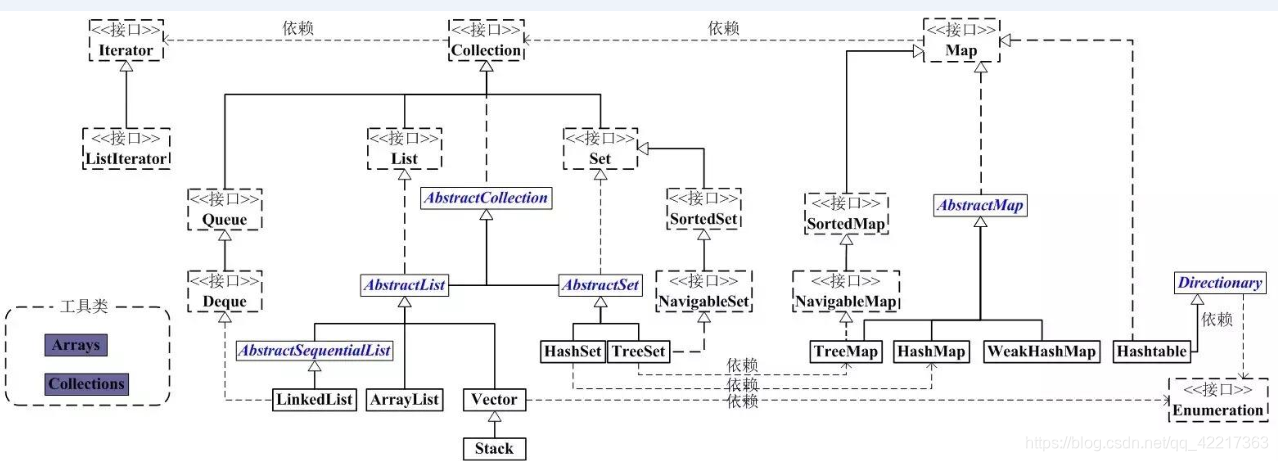 <<接口>>
Iterator
依赖
<<接口>>
Collection
依赖
<<接口>>
Map
<<接口>>
ListIterator
<<接口>>
List
<<接口>>
Set
<<接口>>
Queue
AbstractCollection
<<接口>>
SortedSet
<<接口>>
SortedMap
AbstractMap
<<接口>>
Deque
AbstractList
AbstractSet
<<接口>>
NavigableSet
<<接口>>
NavigableMap
Directionary
依赖
工具类
Arrays
Collections
AbstractSequentialList
HashSet
TreeSet
TreeMap
HashMap
WeakHashMap
Hashtable
依赖
依赖
依赖
LinkedList
ArrayList
Vector
<<接口>>
Enumeration
Stack
https://blog.csdn.net/qq_42217363